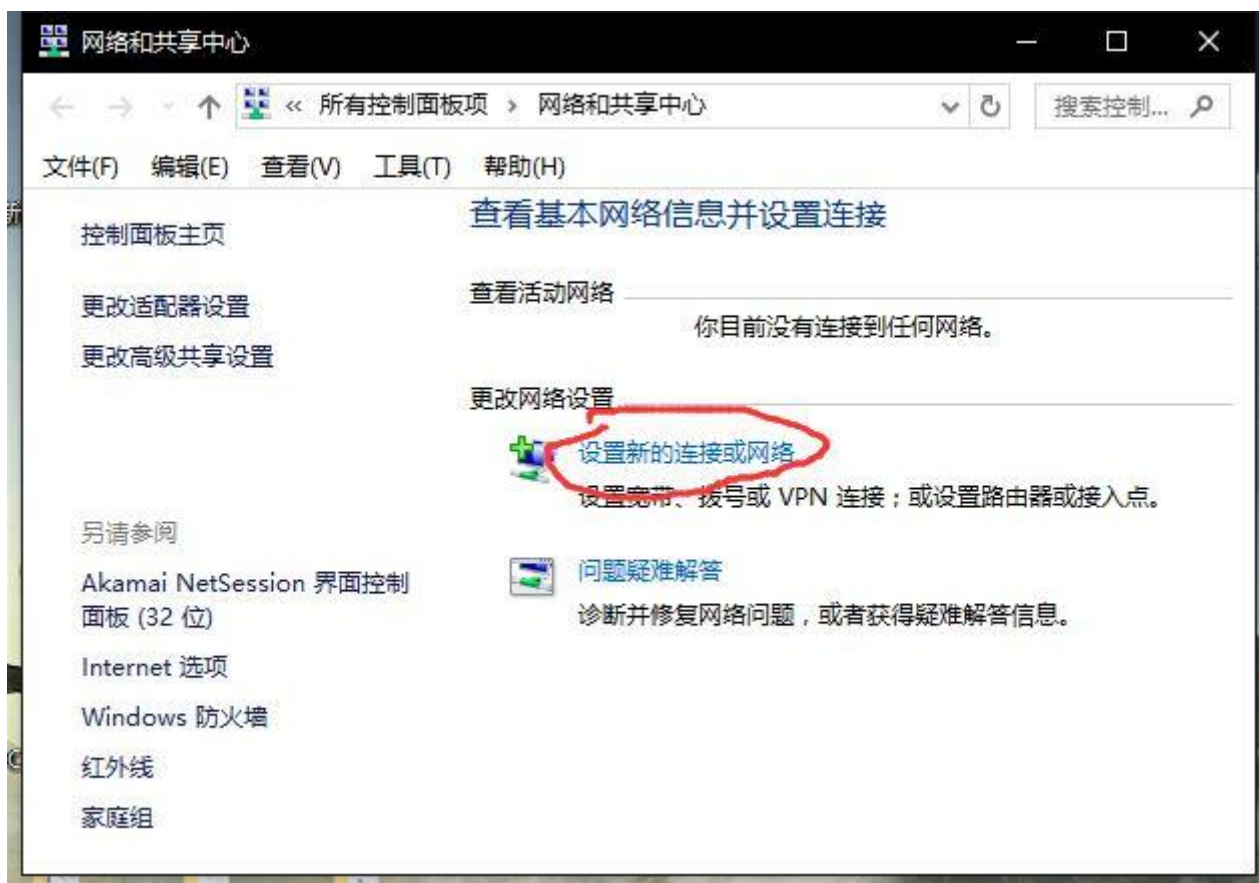 网络和共享中心
« 所有控制面板项 › 网络和共享中心
搜索控制...
文件(F) 编辑(E) 查看(V) 工具(T) 帮助(H)
控制面板主页
更改适配器设置
更改高级共享设置
查看基本网络信息并设置连接
查看活动网络
你目前没有连接到任何网络。
更改网络设置
设置新的连接或网络
设置宽带、拨号或 VPN 连接；或设置路由器或接入点。
问题疑难解答
诊断并修复网络问题，或者获得疑难解答信息。
另请参阅
Akamai NetSession 界面控制
面板 (32 位)
Internet 选项
Windows 防火墙
红外线
家庭组